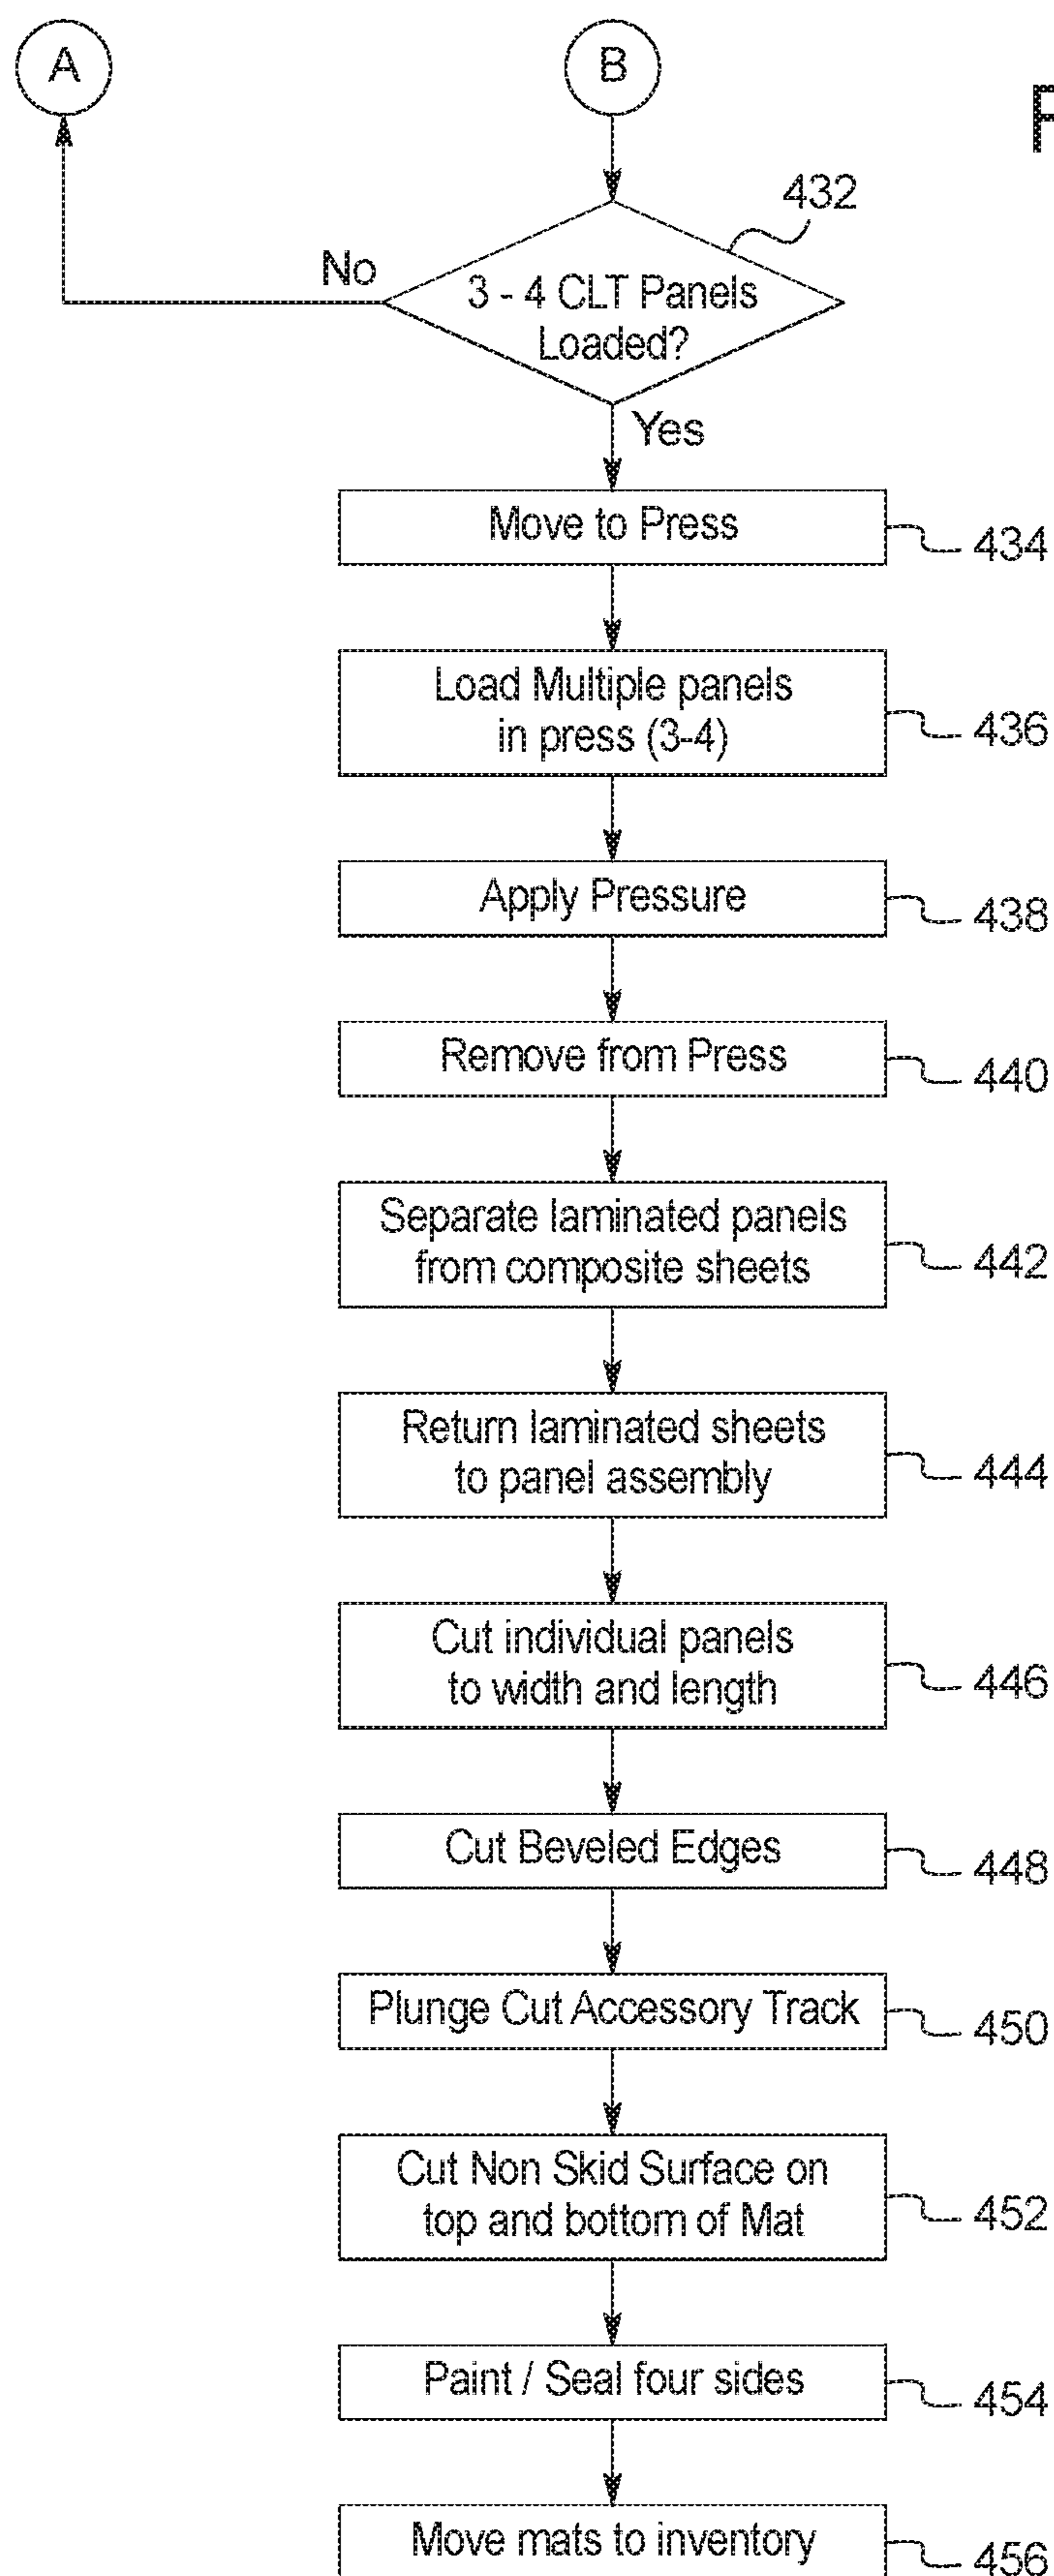 A
B
F
432
No
3 - 4 CLT Panels
Loaded?
Yes
Move to Press
434
Load Multiple panels
in press (3-4)
436
Apply Pressure
438
Remove from Press
440
Separate laminated panels
from composite sheets
442
Return laminated sheets
to panel assembly
444
Cut individual panels
to width and length
446
Cut Beveled Edges
448
Plunge Cut Accessory Track
450
Cut Non Skid Surface on
top and bottom of Mat
452
Paint / Seal four sides
454
Move mats to inventory
456